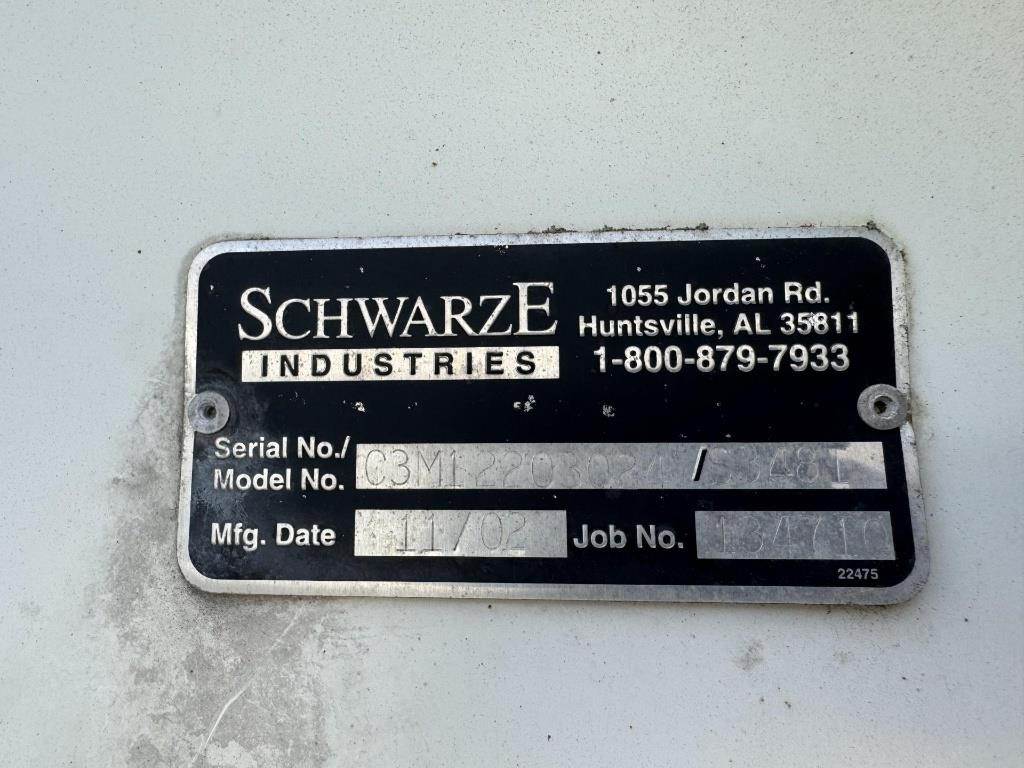 SCHWARZE
INDUSTRIES
1055 Jordan Rd.
Huntsville, AL 35811
1-800-879-7933
Serial No./
Model No.
Mfg. Date 11/02 Job No. 134710
22475